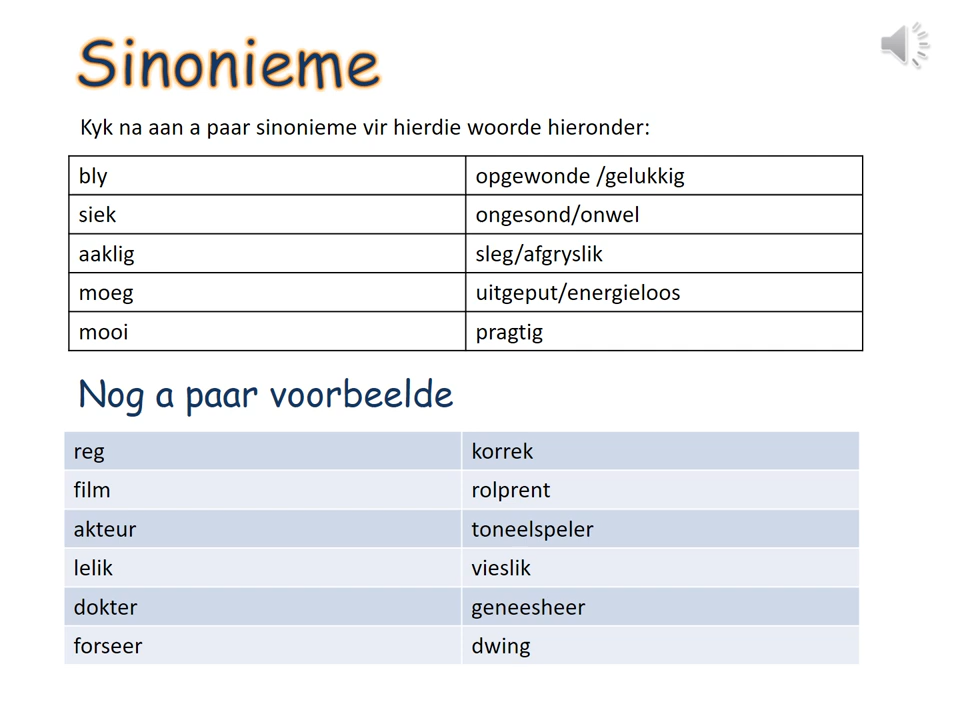 Sinonieme
Kyk na aan a paar sinonieme vir hierdie woorde hieronder:
bly opgewonde /gelukkig
siek ongesond/onwel
aaklig sleg/afgryslik
moeg uitgeput/energieloos
mooi pragtig
Nog a paar voorbeelde
reg korrek
film rolprent
akteur toneelspeler
lelik vieslik
dokter geneesheer
forseer dwing